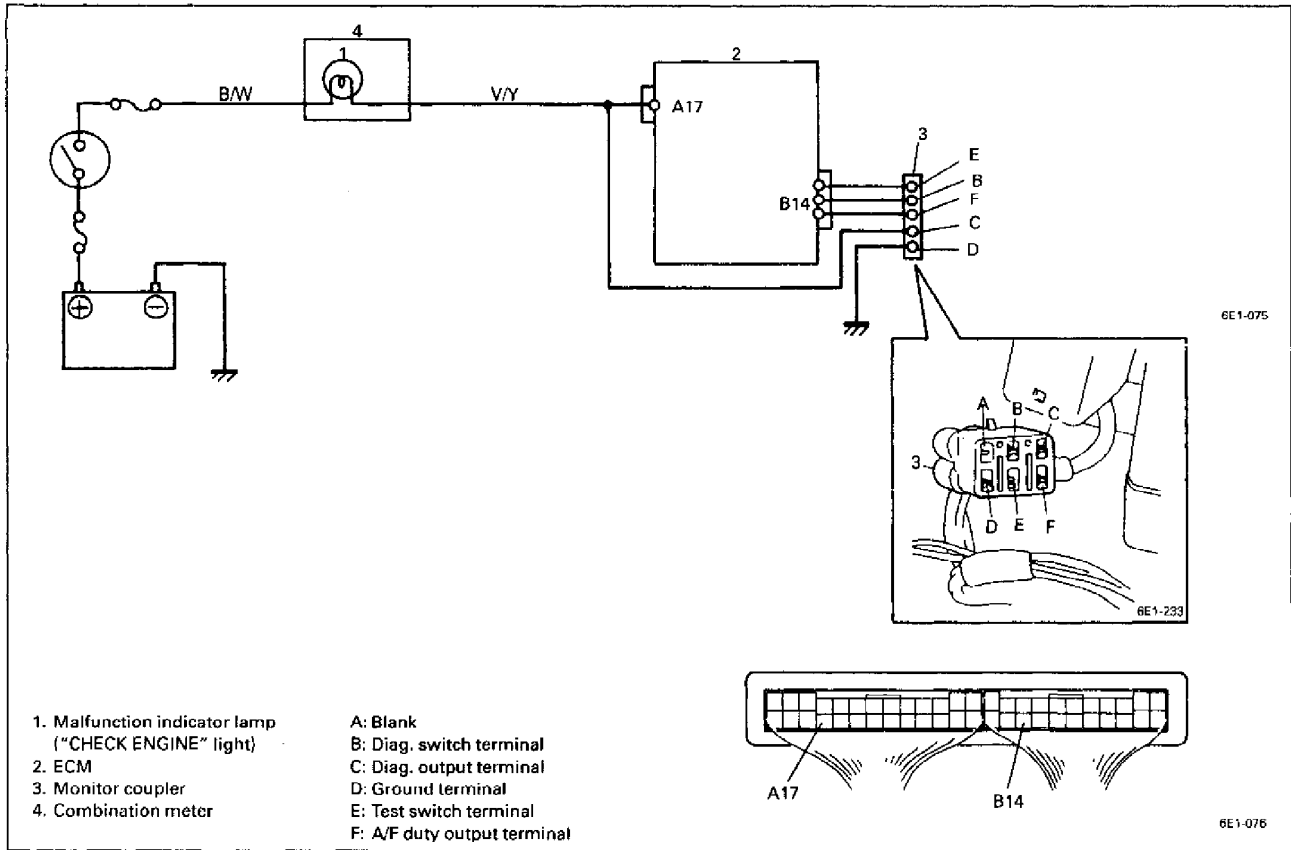 4
1
2
B/W
V/Y
A17
3
E
B
F
C
D
B14
6E1-075
A
B
C
3
D
E
F
6E1-233
1. Malfunction indicator lamp
("CHECK ENGINE" light)
2. ECM
3. Monitor coupler
4. Combination meter
A: Blank
B: Diag. switch terminal
C: Diag. output terminal
D: Ground terminal
E: Test switch terminal
F: A/F duty output terminal
A17
B14
6E1-076